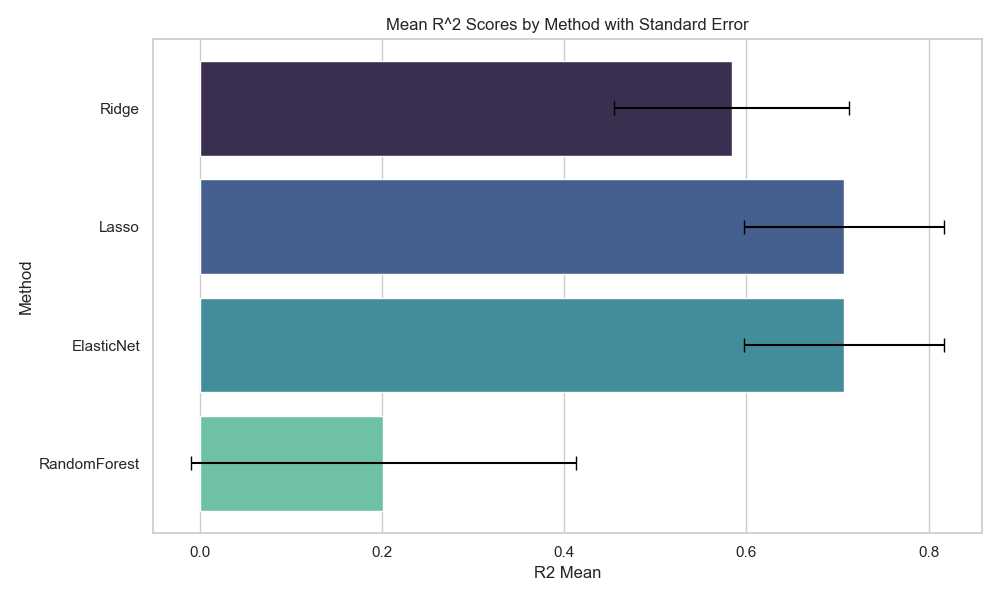 Mean R^2 Scores by Method with Standard Error
Ridge
Lasso
ElasticNet
RandomForest
Method
0.0 0.2 0.4 0.6 0.8
R2 Mean